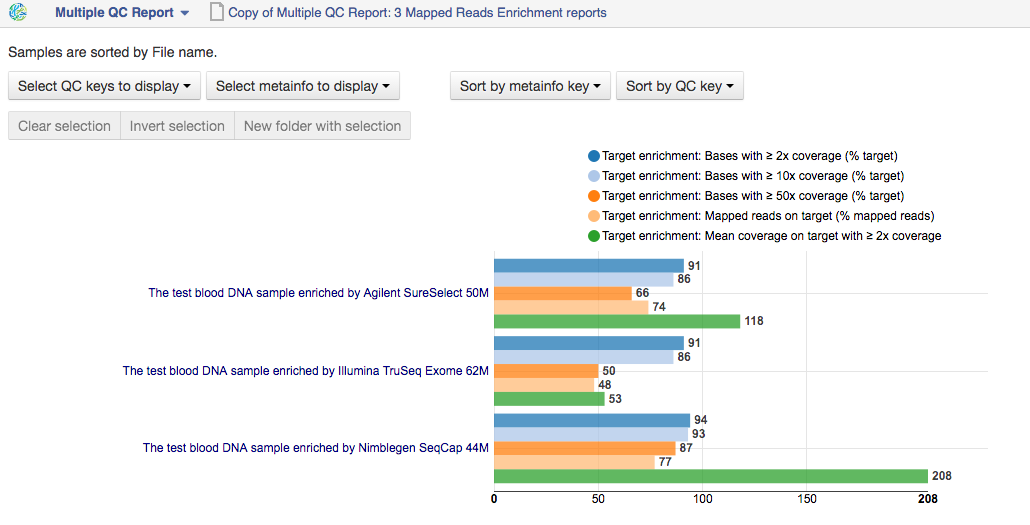 Multiple QC Report Copy of Multiple QC Report: 3 Mapped Reads Enrichment reports
Samples are sorted by File name.
Select QC keys to display Select metainfo to display Sort by metainfo key Sort by QC key
Clear selection Invert selection New folder with selection
Target enrichment: Bases with ≥ 2x coverage (% target)
Target enrichment: Bases with ≥ 10x coverage (% target)
Target enrichment: Bases with ≥ 50x coverage (% target)
Target enrichment: Mapped reads on target (% mapped reads)
Target enrichment: Mean coverage on target with ≥ 2x coverage
91
86
The test blood DNA sample enriched by Agilent SureSelect 50M 66
74
118
91
86
The test blood DNA sample enriched by Illumina TruSeq Exome 62M 50
48
53
94
93
The test blood DNA sample enriched by Nimblegen SeqCap 44M 87
77
208
0 50 100 150 208